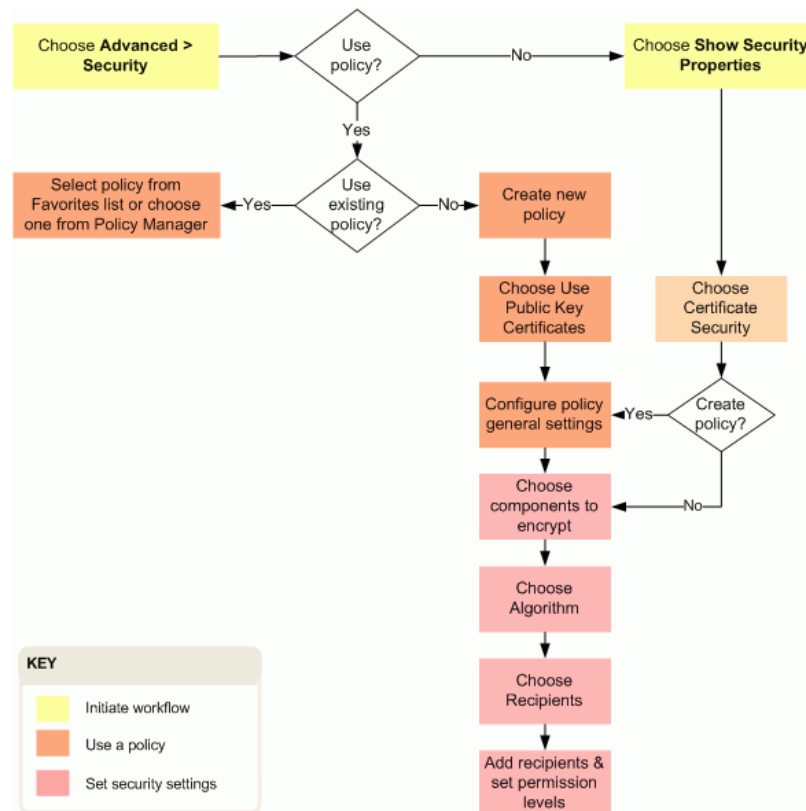 Choose Advanced >
Security
Use
policy?
No
Choose Show Security
Properties
Yes
Select policy from
Favorites list or choose
one from Policy Manager
Yes
Use
existing
policy?
No
Create new
policy
Choose Use
Public Key
Certificates
Choose
Certificate
Security
Configure policy
general settings
Yes
Create
policy?
Choose
components to
encrypt
No
Choose
Algorithm
Choose
Recipients
Add recipients &
set permission
levels
KEY
Initiate workflow
Use a policy
Set security settings